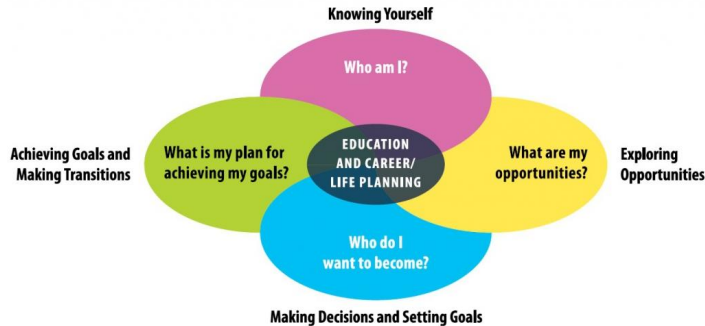 Knowing Yourself
Who am I?
Achieving Goals and
Making Transitions
What is my plan for
achieving my goals?
EDUCATION
AND CAREER/
LIFE PLANNING
What are my
opportunities?
Exploring
Opportunities
Who do I
want to become?
Making Decisions and Setting Goals